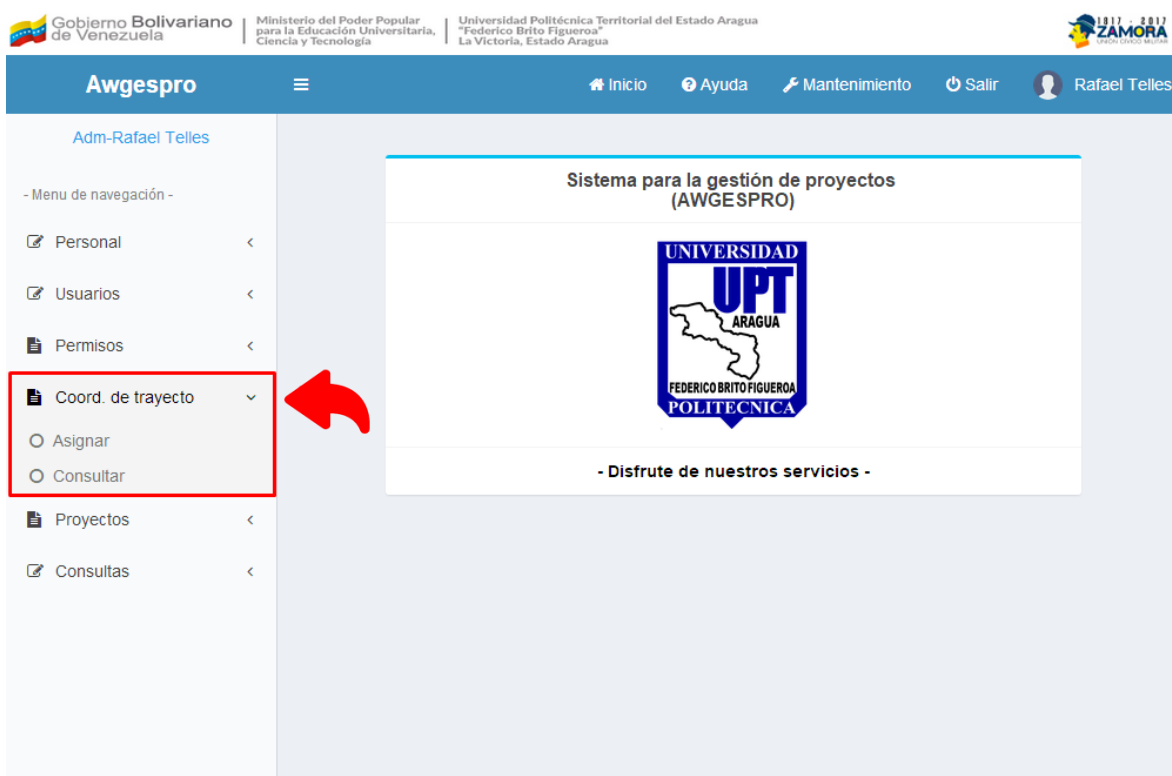 Gobierno Bolivariano
de Venezuela
Ministerio del Poder Popular
para la Educación Universitaria,
Ciencia y Tecnología
Universidad Politécnica Territorial del Estado Aragua
"Federico Brito Figueroa"
La Victoria, Estado Aragua
1817 - 2017
ZAMORA
UNIÓN CÍVICO MILITAR
Awgespro
Inicio
Ayuda
Mantenimiento
Salir
Rafael Telles
Adm-Rafael Telles
- Menu de navegación -
Personal
Usuarios
Permisos
Coord. de trayecto
Asignar
Consultar
Proyectos
Consultas
Sistema para la gestión de proyectos
(AWGESPRO)
UNIVERSIDAD
UPT
ARAGUA
FEDERICO BRITO FIGUEROA
POLITECNICA
- Disfrute de nuestros servicios -